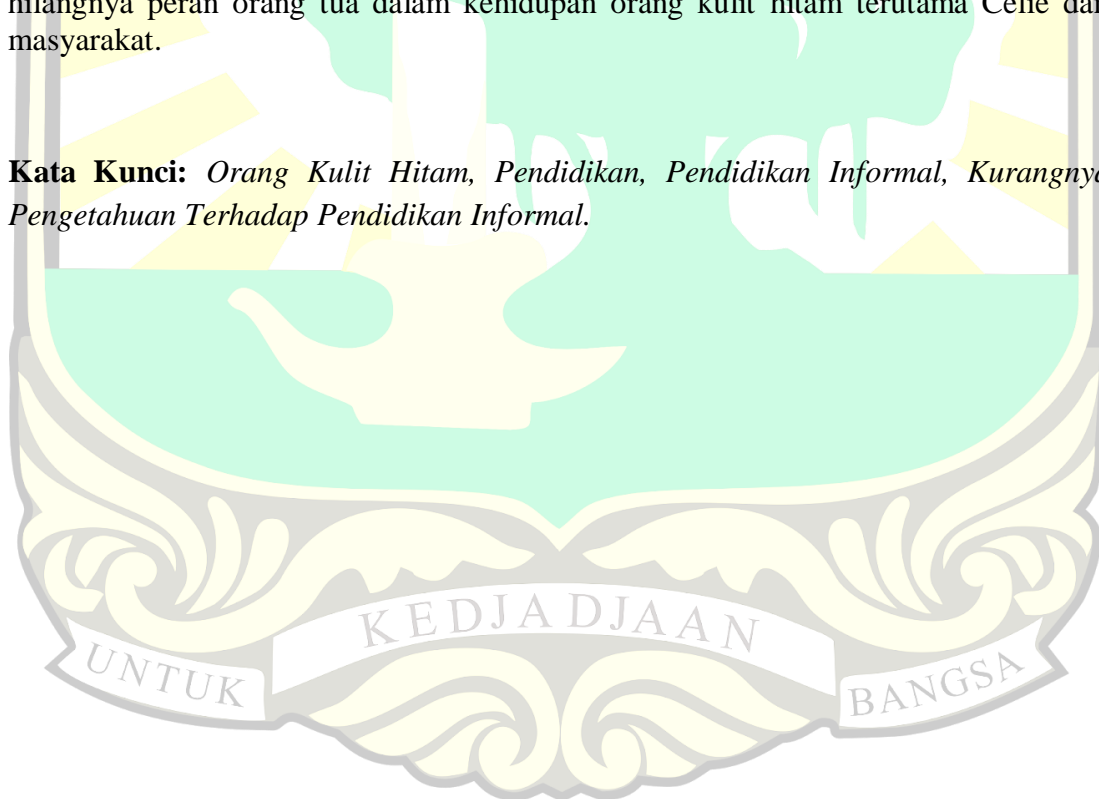 hilangnya peran orang tua dalam kehidupan orang kulit hitam terutama Celie dan
masyarakat.
Kata Kunci: Orang Kulit Hitam, Pendidikan, Pendidikan Informal, Kurangnya
Pengetahuan Terhadap Pendidikan Informal.
UNTUK KEDJADJAAN BANGSA